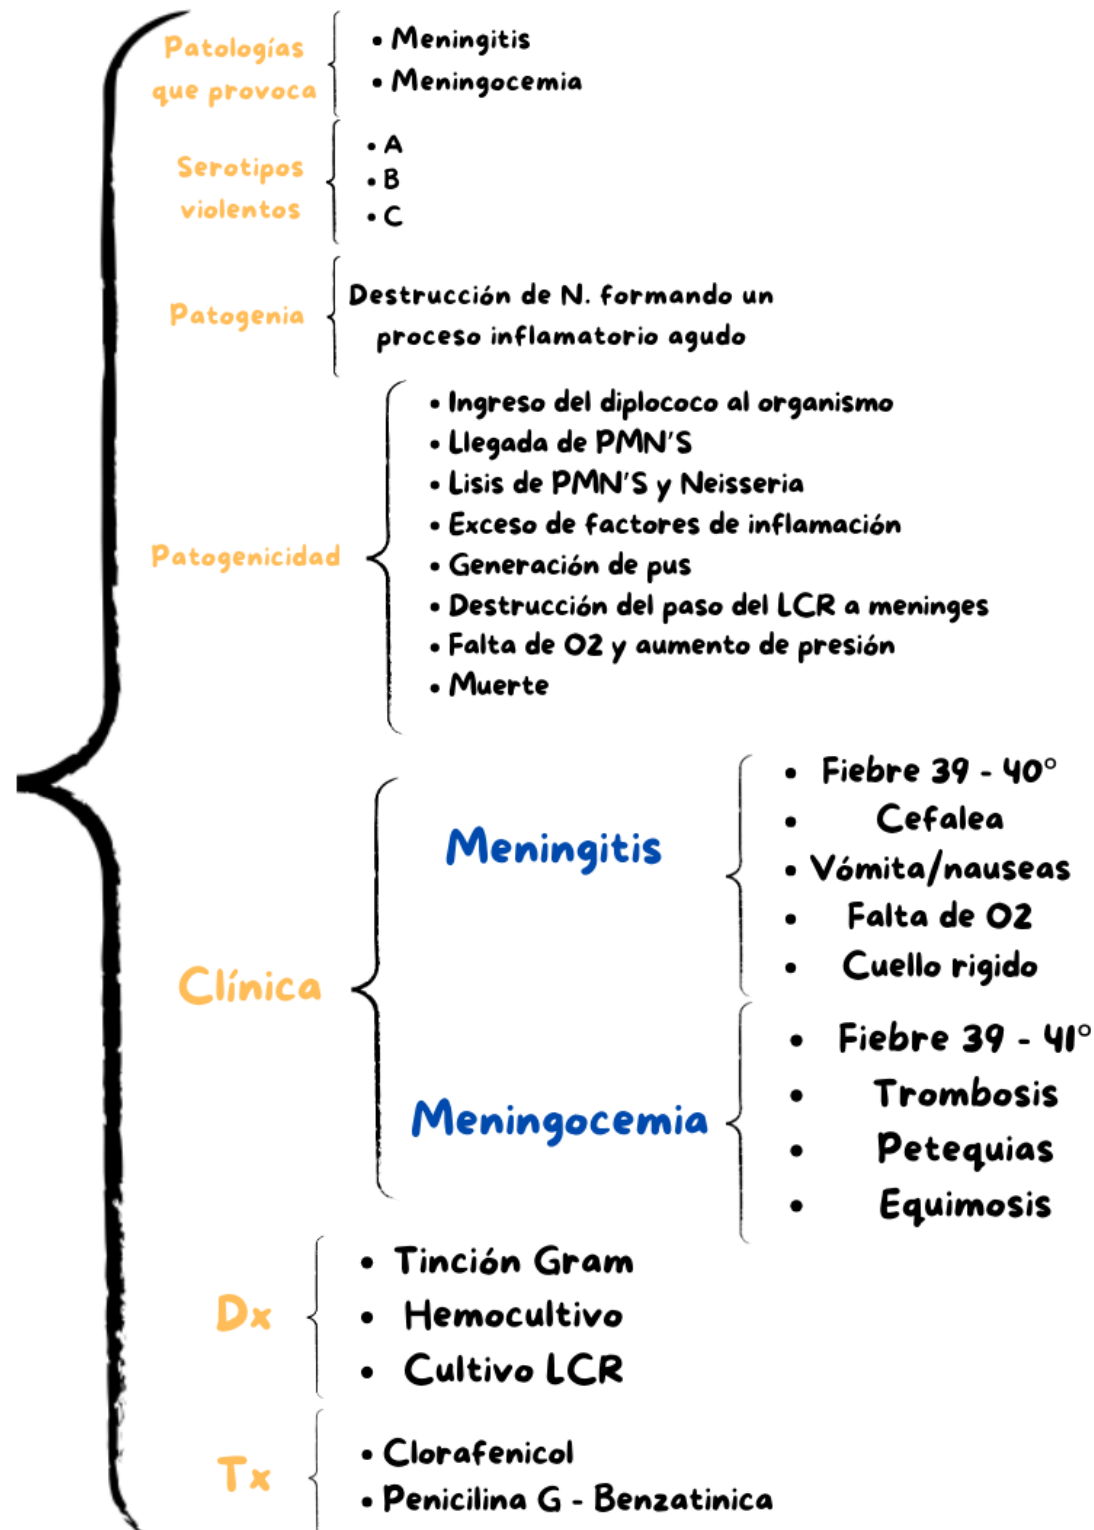 Patologías
que provoca
• Meningitis
• Meningocemia
Serotipos
violentos
• A
• B
• C
Patogenia
Destrucción de N. formando un
proceso inflamatorio agudo
Patogenicidad
• Ingreso del diplococo al organismo
• Llegada de PMN'S
• Lisis de PMN'S y Neisseria
• Exceso de factores de inflamación
• Generación de pus
• Destrucción del paso del LCR a meninges
• Falta de O2 y aumento de presión
• Muerte
Clínica
Meningitis
• Fiebre 39 - 40°
• Cefalea
• Vómita/nauseas
• Falta de O2
• Cuello rigido
Meningocemia
• Fiebre 39 - 41°
• Trombosis
• Petequias
• Equimosis
Dx
• Tinción Gram
• Hemocultivo
• Cultivo LCR
Tx
• Clorafenicol
• Penicilina G - Benzatinica